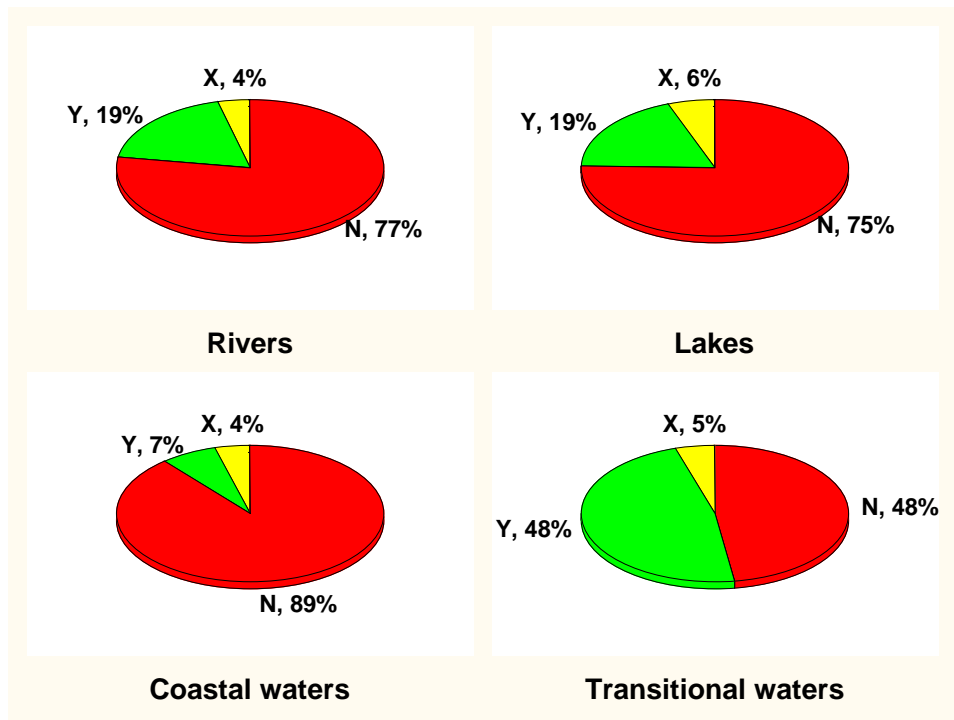 X, 4%
Y, 19%
N, 77%
Rivers
X, 6%
Y, 19%
N, 75%
Lakes
X, 4%
Y, 7%
N, 89%
Coastal waters
X, 5%
Y, 48%
N, 48%
Transitional waters